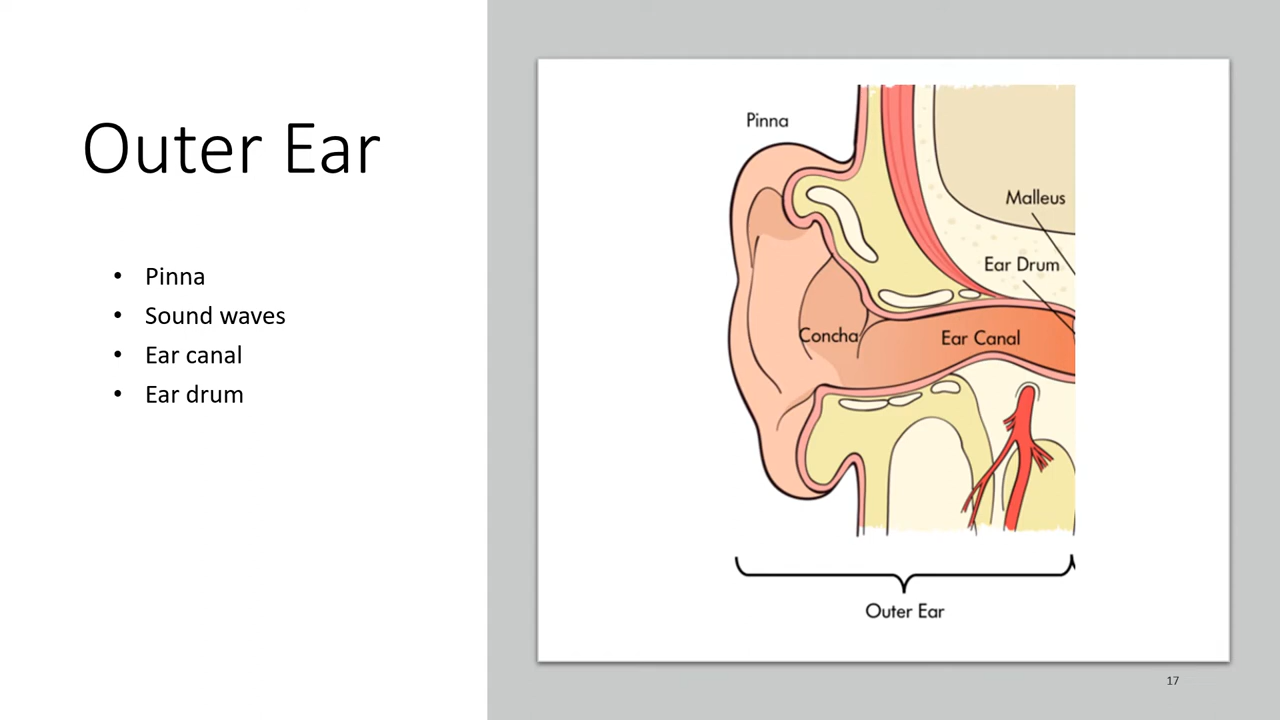 Outer Ear
• Pinna
• Sound waves
• Ear canal
• Ear drum
Pinna
Malleus
Ear Drum
Concha
Ear Canal
Outer Ear
17